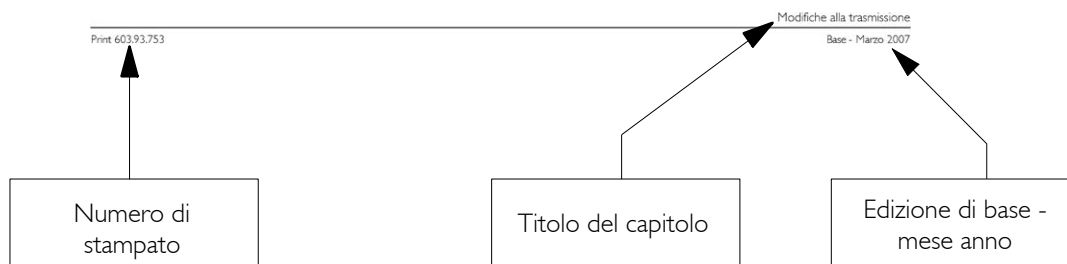 Modifiche alla trasmissione
Print 603.93.753
Base - Marzo 2007
Numero di
stampato
Titolo del capitolo
Edizione di base -
mese anno